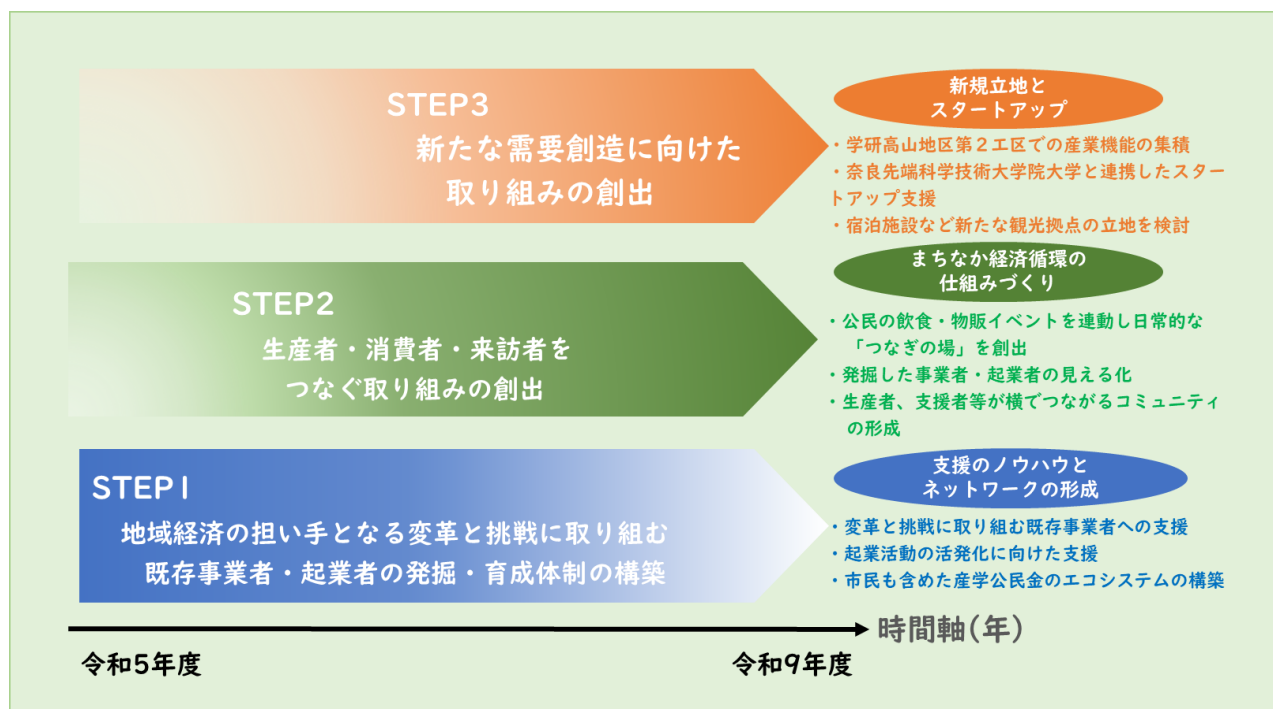 STEP3
新たな需要創造に向けた
取り組みの創出
新規立地と
スタートアップ
・学研高山地区第２工区での産業機能の集積
・奈良先端科学技術大学院大学と連携したスター
トアップ支援
・宿泊施設など新たな観光拠点の立地を検討
STEP2
生産者・消費者・来訪者を
つなぐ取り組みの創出
まちなか経済循環の
仕組みづくり
・公民の飲食・物販イベントを連動し日常的な
「つなぎの場」を創出
・発掘した事業者・起業者の見える化
・生産者、支援者等が横でつながるコミュニティ
の形成
STEP1
地域経済の担い手となる変革と挑戦に取り組む
既存事業者・起業者の発掘・育成体制の構築
支援のノウハウと
ネットワークの形成
・変革と挑戦に取り組む既存事業者への支援
・起業活動の活発化に向けた支援
・市民も含めた産学公民金のエコシステムの構築
時間軸(年)
令和5年度
令和9年度